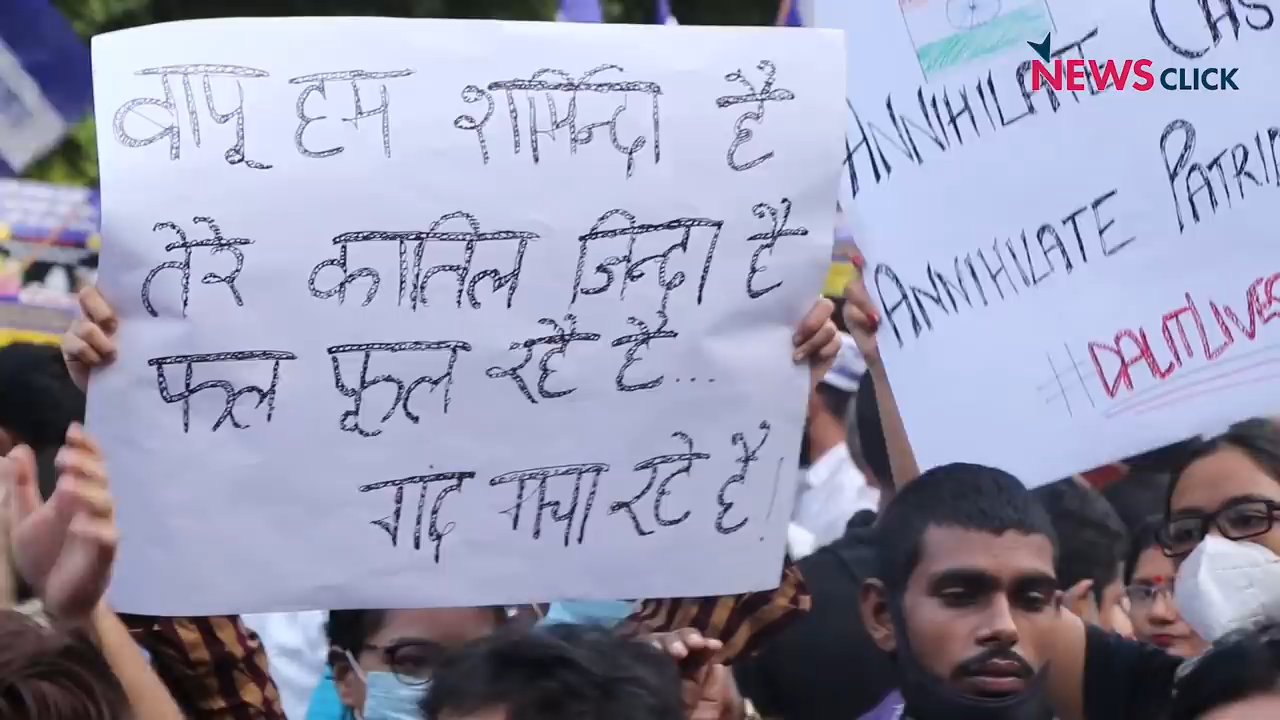 बापू हम शर्मिन्दा है
तेरे कातिल जिन्दा है
फल फूल रहे है...
गंद मचा रहे है!
ANNIHILATE CAS
ANNIHILATE PATRI
#DALITLIVES
NEWSCLICK